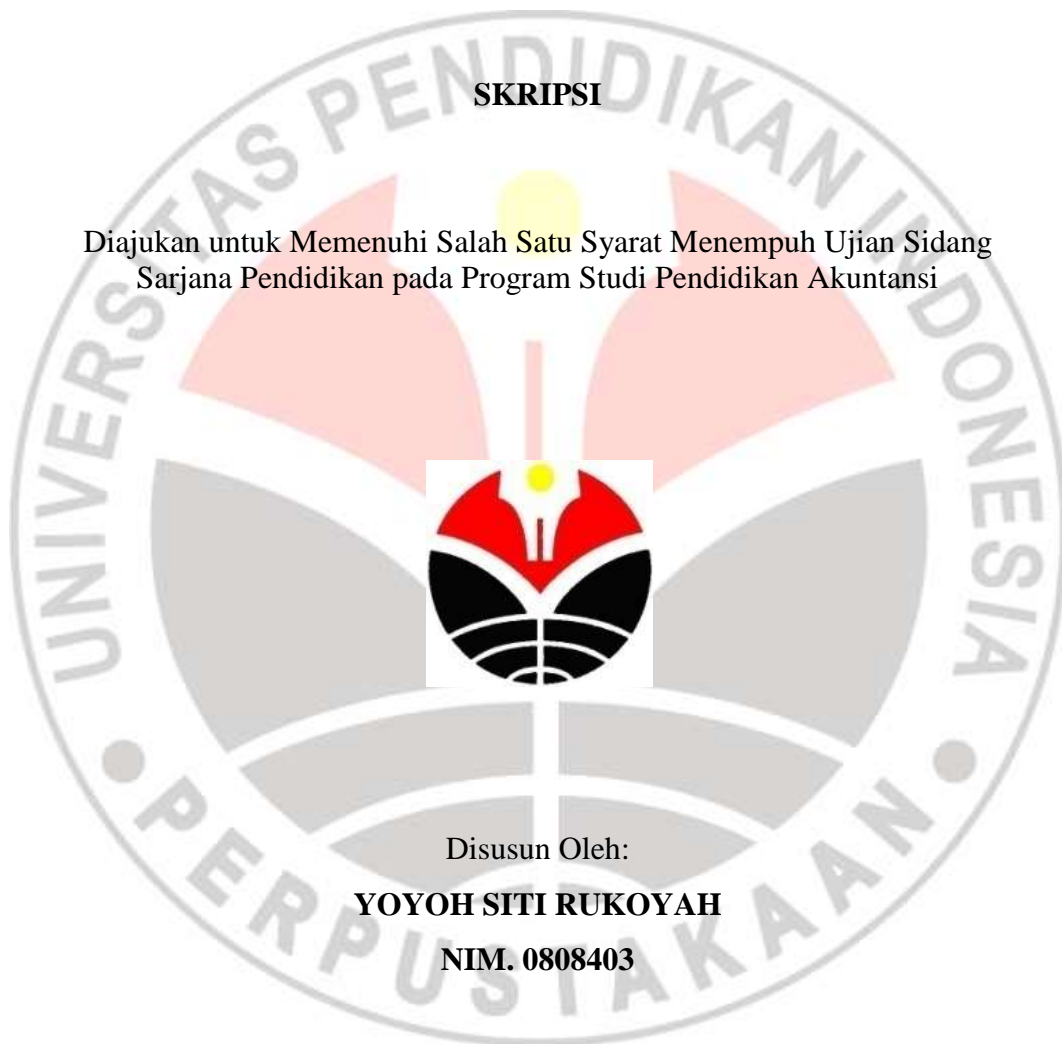 SKRIPSI
Diajukan untuk Memenuhi Salah Satu Syarat Menempuh Ujian Sidang
Sarjana Pendidikan pada Program Studi Pendidikan Akuntansi
Disusun Oleh:
YOYOH SITI RUKOYAH
NIM. 0808403
UNIVERSITAS PENDIDIKAN INDONESIA
PERPUSTAKAAN